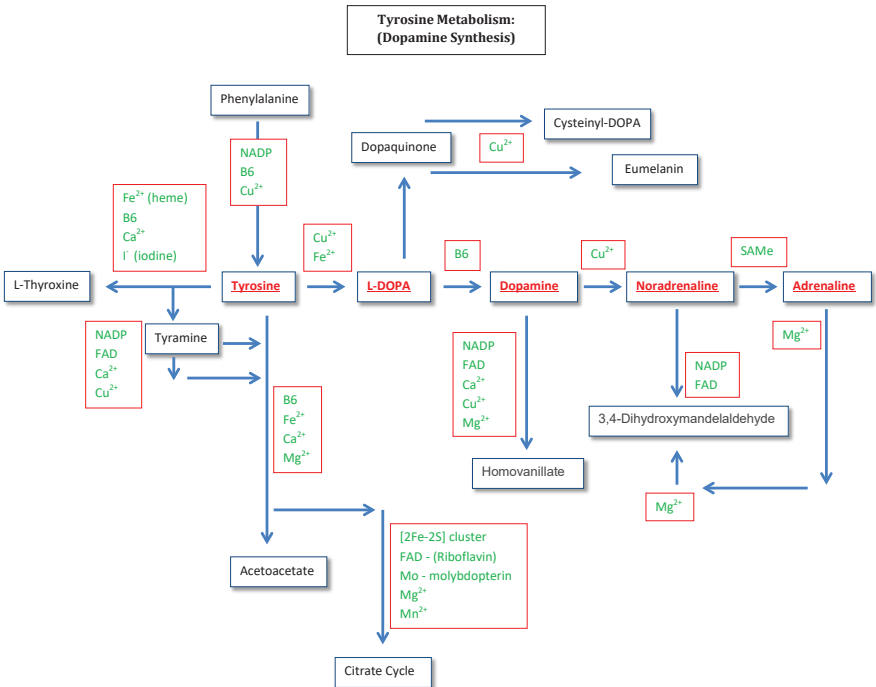 Tyrosine Metabolism:
(Dopamine Synthesis)
Phenylalanine
NADP
B6
Cu²⁺
Dopaquinone
Cu²⁺
Cysteinyl-DOPA
Eumelanin
Fe²⁺ (heme)
B6
Ca²⁺
I⁻ (iodine)
Cu²⁺
Fe²⁺
B6
Cu²⁺
SAMe
L-Thyroxine
Tyrosine
L-DOPA
Dopamine
Noradrenaline
Adrenaline
NADP
FAD
Ca²⁺
Cu²⁺
Tyramine
B6
Fe²⁺
Ca²⁺
Mg²⁺
NADP
FAD
Ca²⁺
Cu²⁺
Mg²⁺
NADP
FAD
Mg²⁺
3,4-Dihydroxymandelaldehyde
Homovanillate
Mg²⁺
Acetoacetate
[2Fe-2S] cluster
FAD - (Riboflavin)
Mo - molybdopterin
Mg²⁺
Mn²⁺
Citrate Cycle